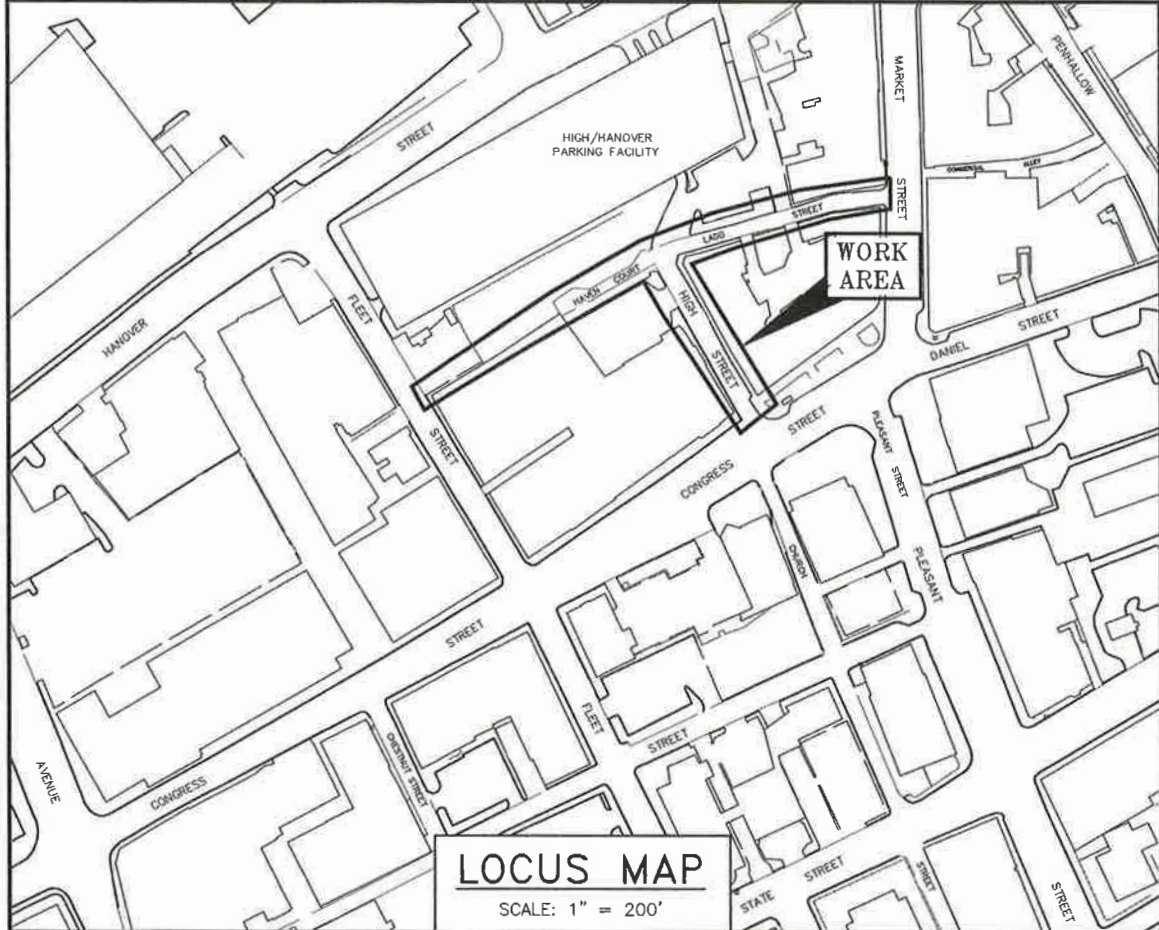 MARKET
STREET
PENHALLOW
HIGH/HANOVER
PARKING FACILITY
STREET
HANOVER
ALLEY
LADD
STREET
HAVEN COURT
HIGH
STREET
WORK
AREA
FLEET
STREET
DANIEL
STREET
CONGRESS
STREET
PLEASANT
STREET
PLEASANT
CHURCH
STREET
FLEET
STREET
CHESTNUT STREET
CONGRESS
AVENUE
STATE
STREET
STREET
STREET
LOCUS MAP
SCALE: 1" = 200'